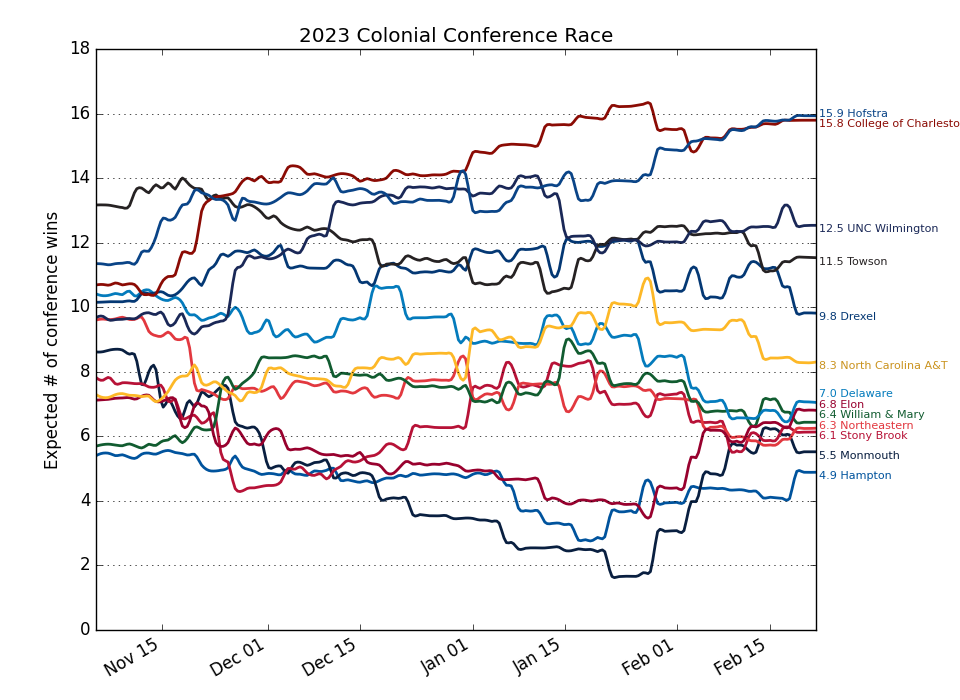 2023 Colonial Conference Race
Expected # of conference wins
18
16
14
12
10
8
6
4
2
0
Nov 15
Dec 01
Dec 15
Jan 01
Jan 15
Feb 01
Feb 15
15.9 Hofstra
15.8 College of Charlesto
12.5 UNC Wilmington
11.5 Towson
9.8 Drexel
8.3 North Carolina A&T
7.0 Delaware
6.8 Elon
6.4 William & Mary
6.3 Northeastern
6.1 Stony Brook
5.5 Monmouth
4.9 Hampton